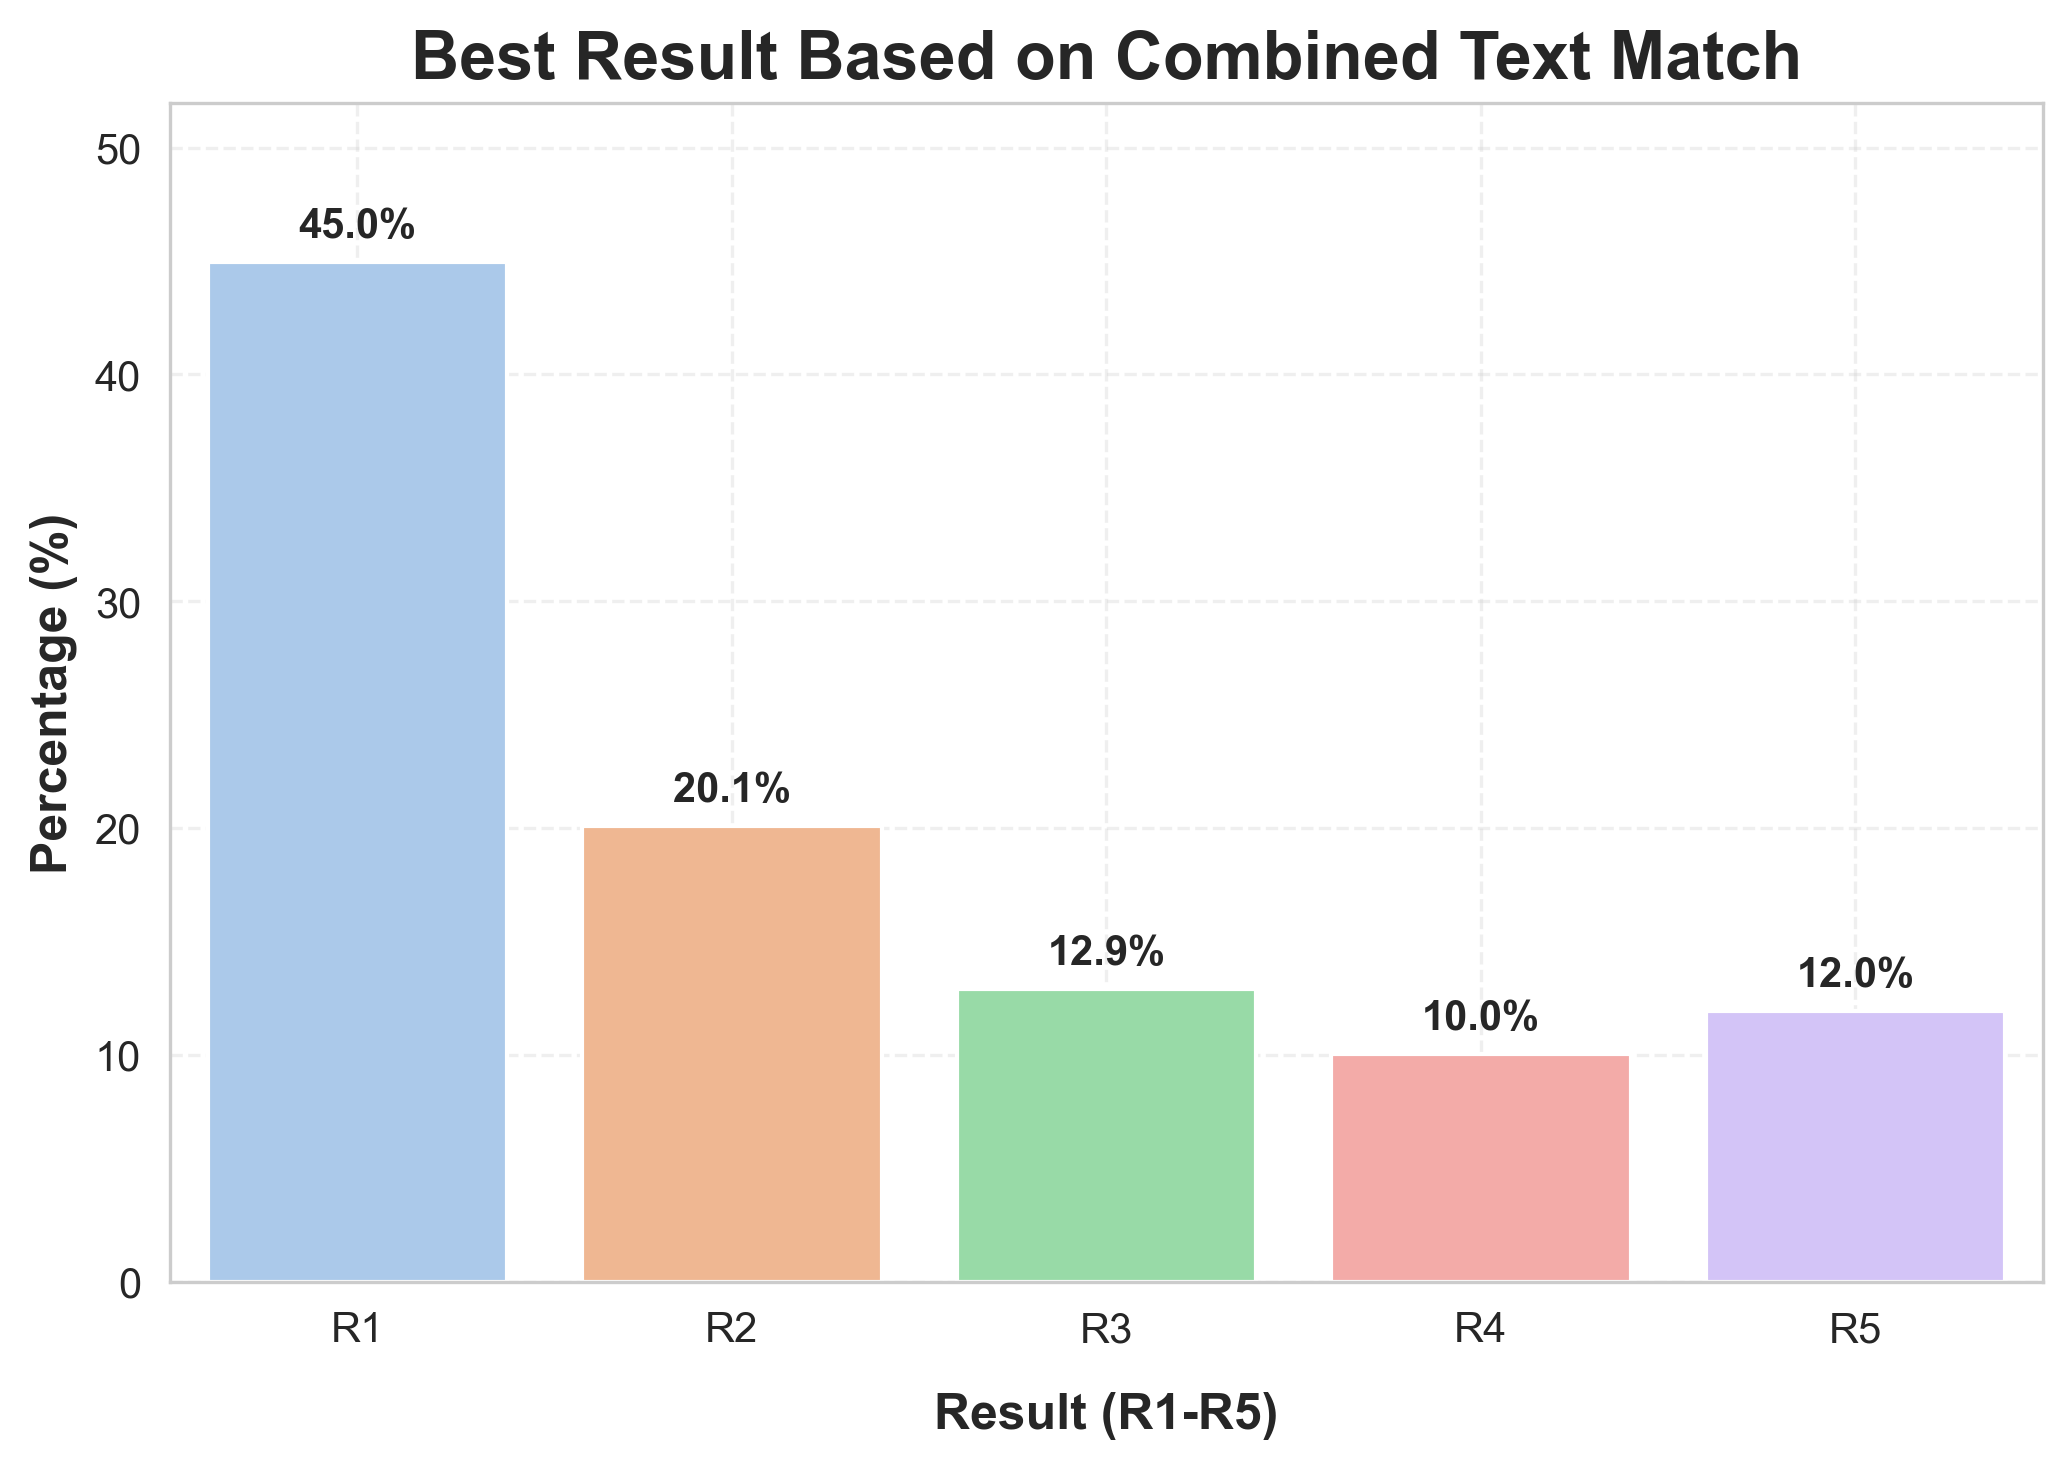 Best Result Based on Combined Text Match
Percentage (%)
50
40
30
20
10
0
45.0%
20.1%
12.9%
10.0%
12.0%
R1
R2
R3
R4
R5
Result (R1-R5)